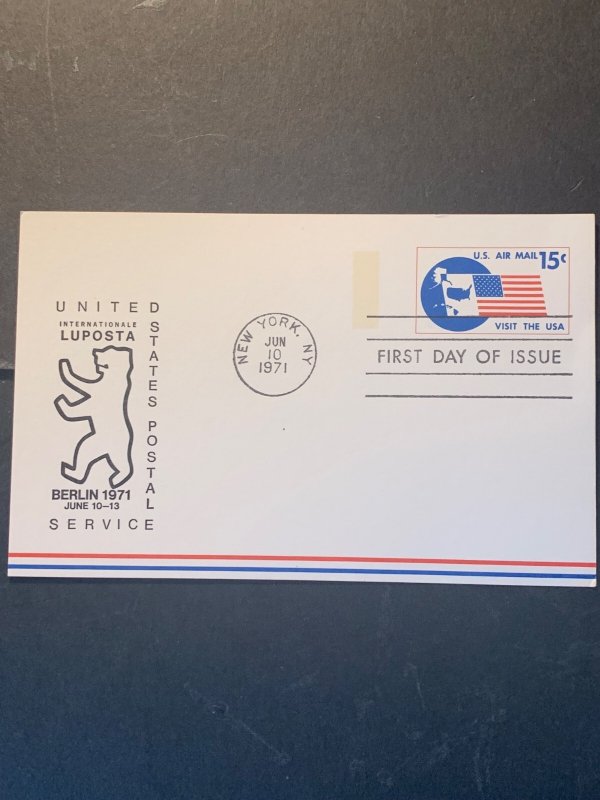 UNITED
STATES POSTAL
SERVICE
INTERNATIONALE
LUPOSTA
BERLIN 1971
JUNE 10–13
NEW YORK, NY
JUN
10
1971
U.S. AIR MAIL 15c
VISIT THE USA
FIRST DAY OF ISSUE